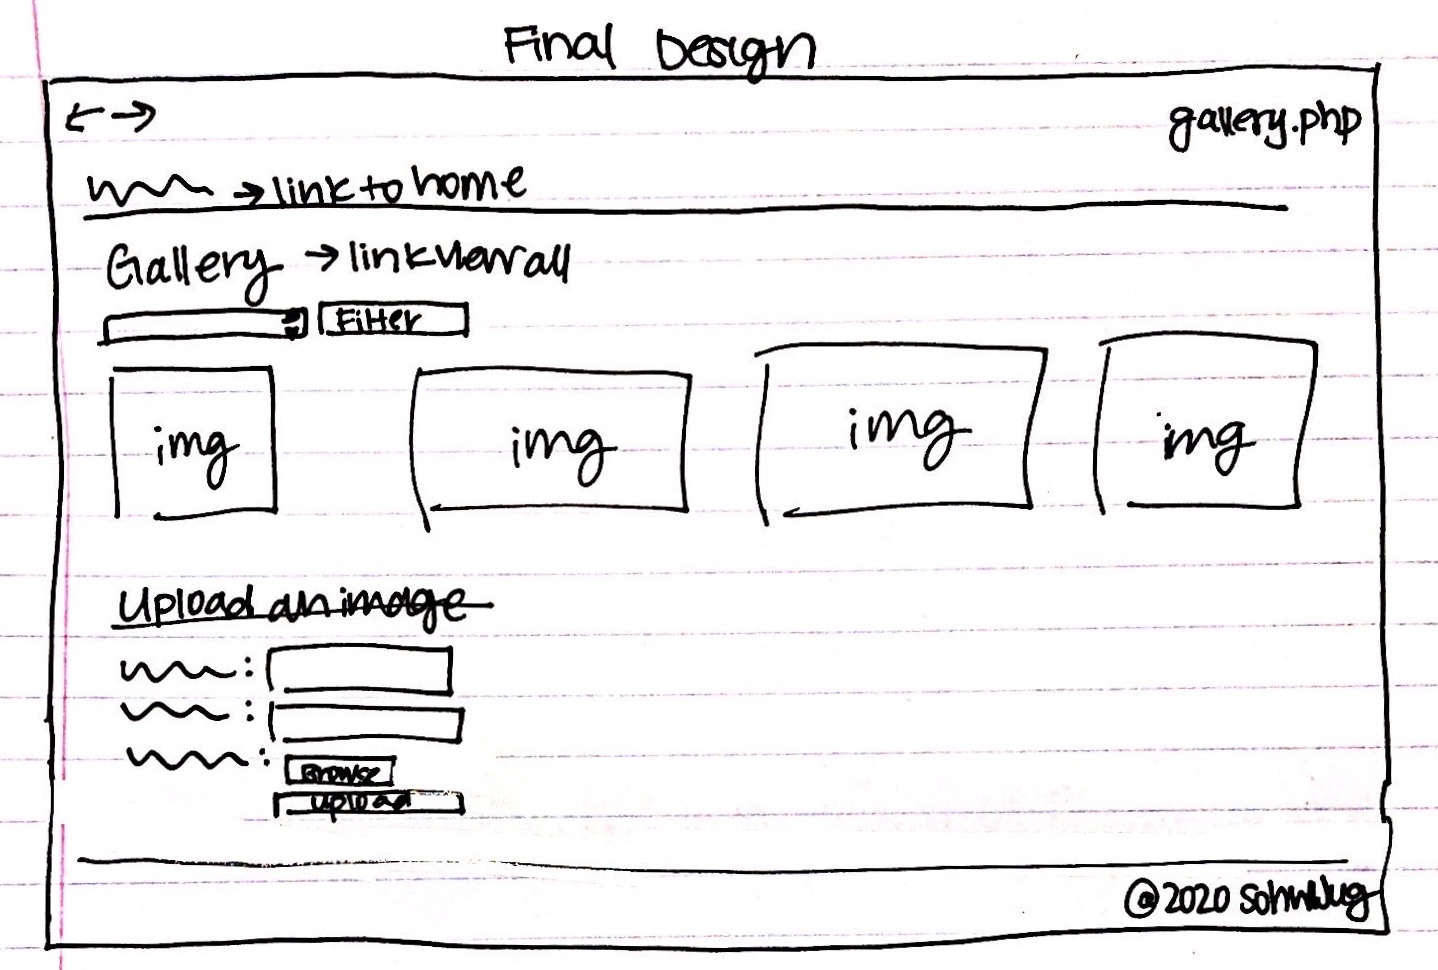 Final Design
← → gallery.php
→ link to home
Gallery → link view all
Filter
img img img img
Upload an image
:
:
: Browse
upload
@2020